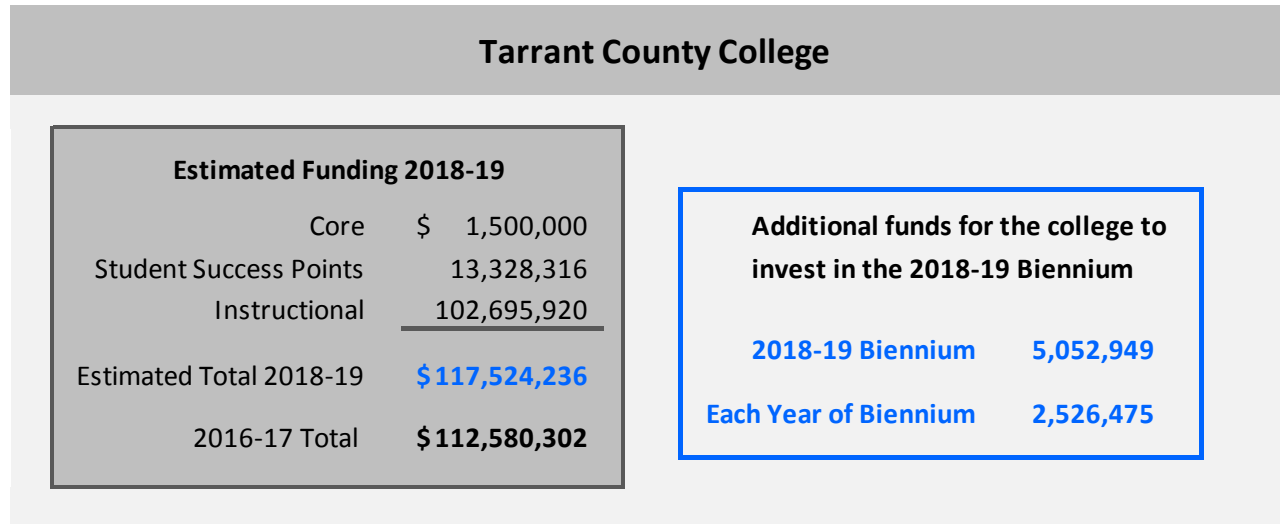 Tarrant County College
Estimated Funding 2018-19
Core $ 1,500,000
Student Success Points 13,328,316
Instructional 102,695,920
Estimated Total 2018-19 $117,524,236
2016-17 Total $112,580,302
Additional funds for the college to
invest in the 2018-19 Biennium
2018-19 Biennium 5,052,949
Each Year of Biennium 2,526,475